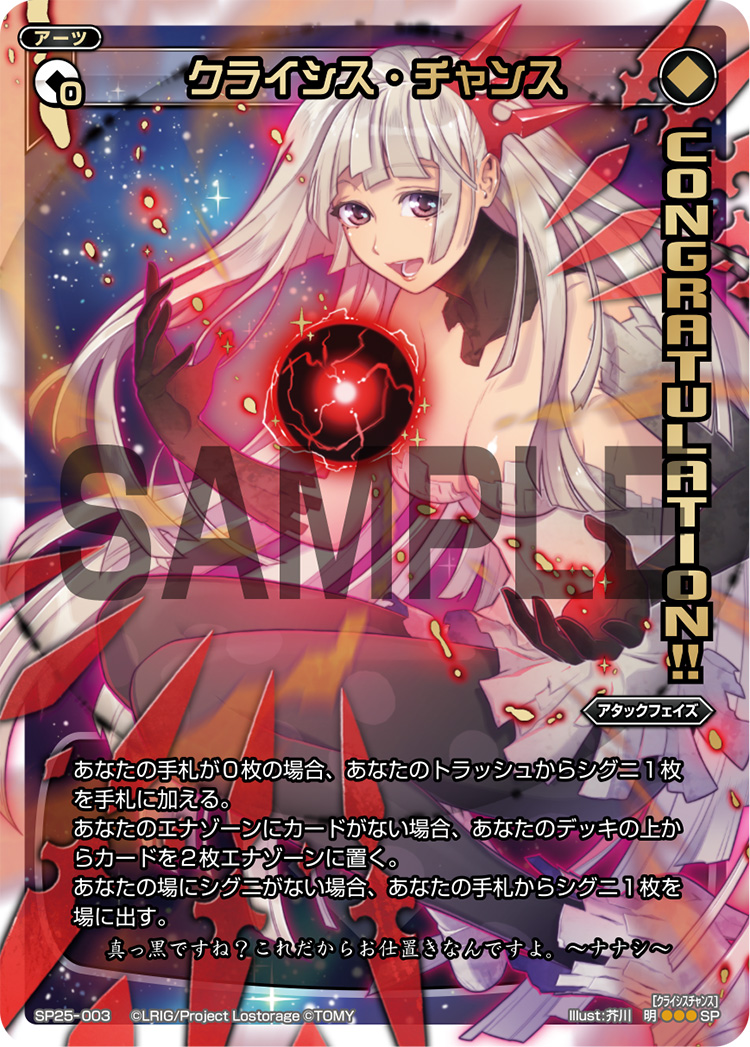 アーツ
0
クライシス・チャンス
CONGRATULATION!!
SAMPLE
アタックフェイズ
あなたの手札が0枚の場合、あなたのトラッシュからシグニ1枚
を手札に加える。
あなたのエナゾーンにカードがない場合、あなたのデッキの上か
らカードを2枚エナゾーンに置く。
あなたの場にシグニがない場合、あなたの手札からシグニ1枚を
場に出す。
真っ黒ですね?これだからお仕置きなんですよ。~ナナシ~
[クライシスチャンス]
SP25-003 ©LRIG/Project Lostorage ©TOMY Illust:芥川 明 SP